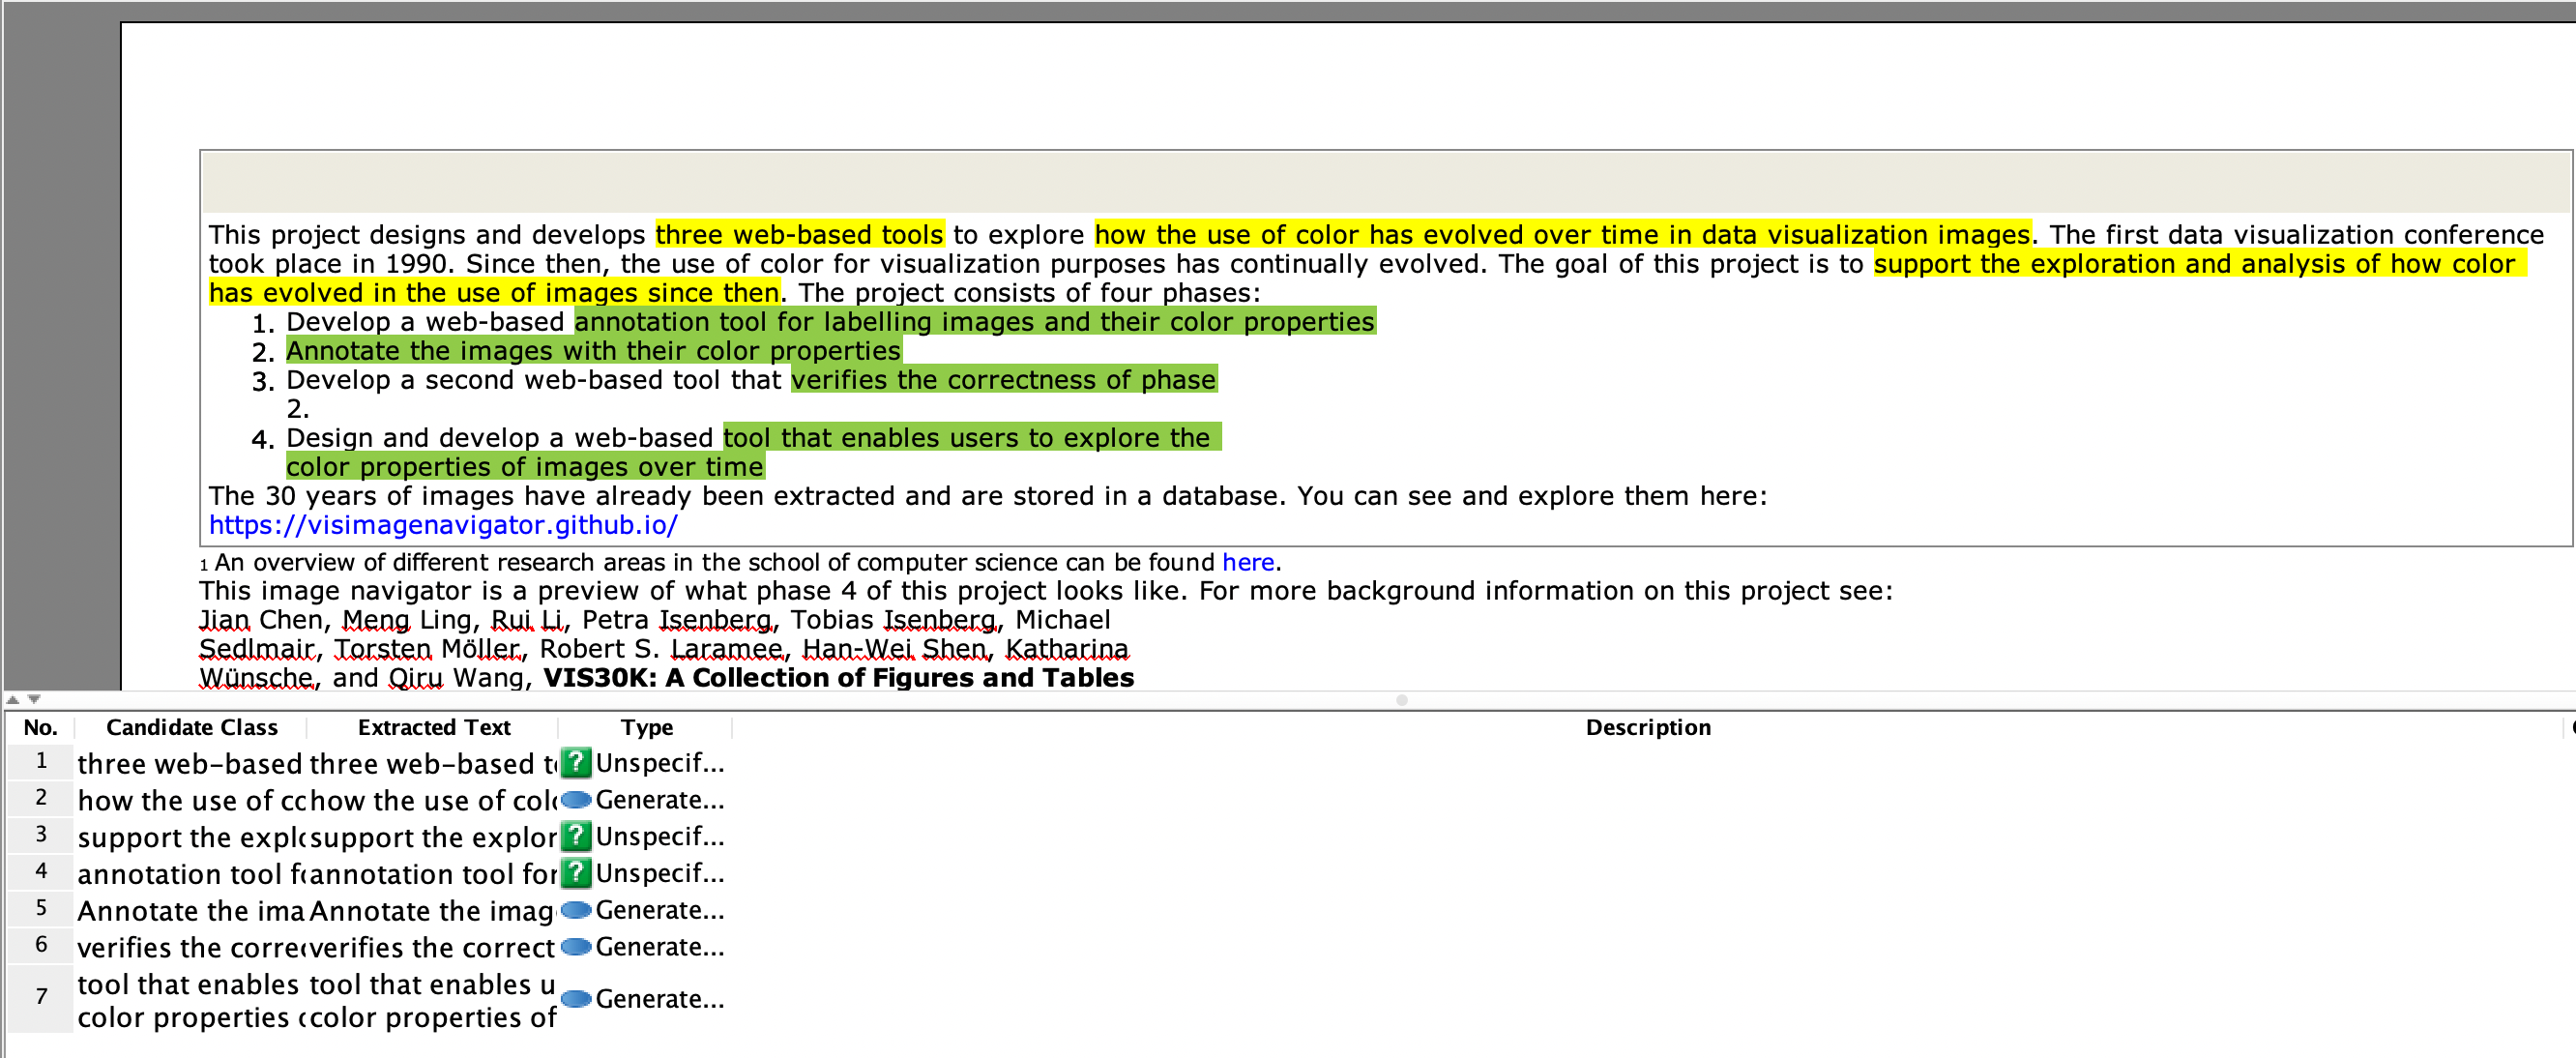 This project designs and develops three web-based tools to explore how the use of color has evolved over time in data visualization images. The first data visualization conference
took place in 1990. Since then, the use of color for visualization purposes has continually evolved. The goal of this project is to support the exploration and analysis of how color
has evolved in the use of images since then. The project consists of four phases:
1. Develop a web-based annotation tool for labelling images and their color properties
2. Annotate the images with their color properties
3. Develop a second web-based tool that verifies the correctness of phase
2.
4. Design and develop a web-based tool that enables users to explore the
color properties of images over time
The 30 years of images have already been extracted and are stored in a database. You can see and explore them here:
https://visimagenavigator.github.io/
1 An overview of different research areas in the school of computer science can be found here.
This image navigator is a preview of what phase 4 of this project looks like. For more background information on this project see:
Jian Chen, Meng Ling, Rui Li, Petra Isenberg, Tobias Isenberg, Michael
Sedlmair, Torsten Möller, Robert S. Laramee, Han-Wei Shen, Katharina
Wünsche, and Qiru Wang, VIS30K: A Collection of Figures and Tables
No. Candidate Class Extracted Text Type Description
1 three web-based three web-based t ? Unspecif...
2 how the use of cc how the use of col Generate...
3 support the expl support the explor ? Unspecif...
4 annotation tool f annotation tool for ? Unspecif...
5 Annotate the ima Annotate the imag Generate...
6 verifies the corre verifies the correct Generate...
7 tool that enables tool that enables u Generate...
color properties color properties of